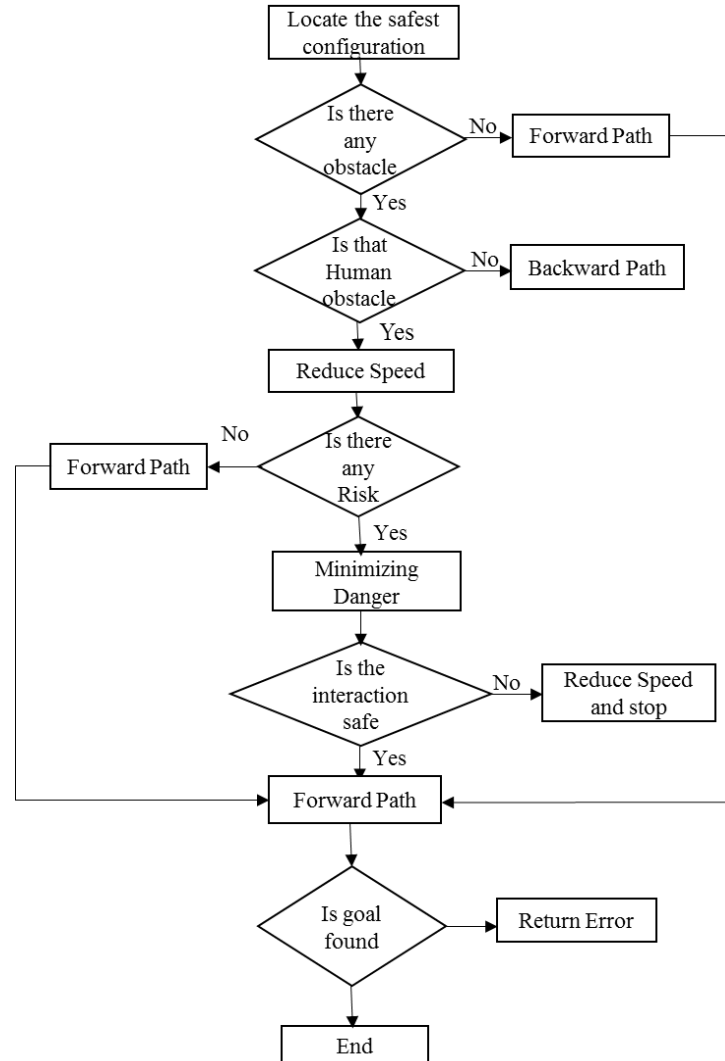 Locate the safest
configuration
Is there
any
obstacle
No
Forward Path
Yes
Is that
Human
obstacle
No
Backward Path
Yes
Reduce Speed
No
Is there
any
Risk
Forward Path
Yes
Minimizing
Danger
Is the
interaction
safe
No
Reduce Speed
and stop
Yes
Forward Path
Is goal
found
Return Error
End